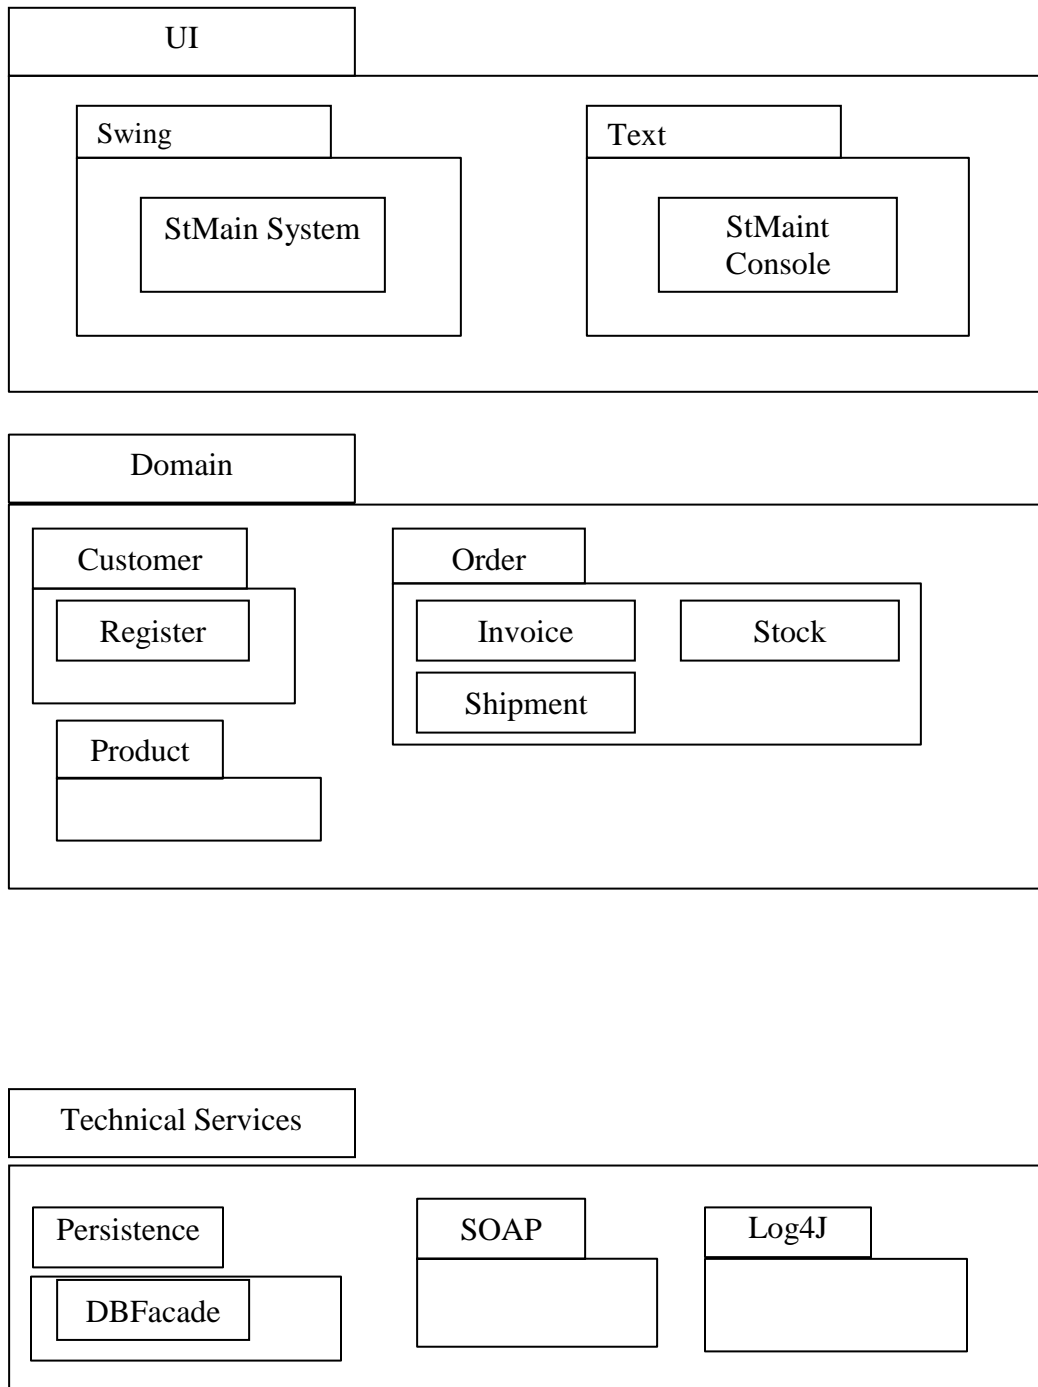 UI
Swing
Text
StMain System
StMaint
Console
Domain
Customer
Order
Register
Invoice
Stock
Shipment
Product
Technical Services
Persistence
SOAP
Log4J
DBFacade